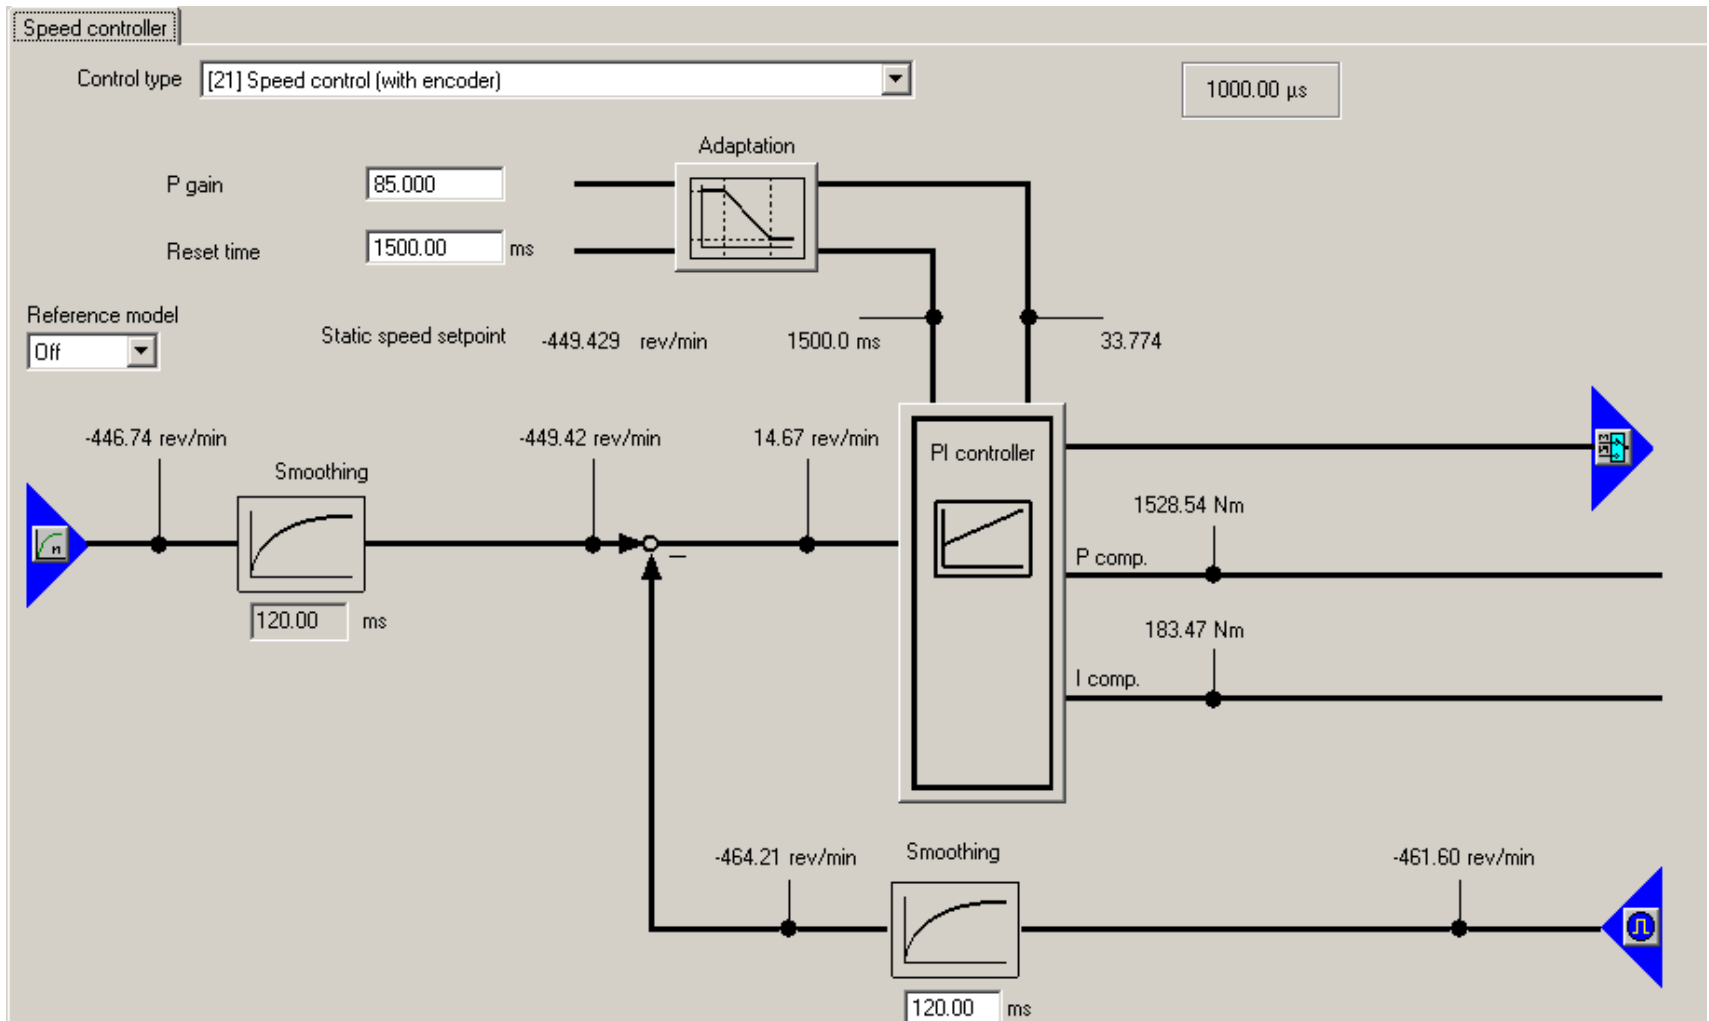 Speed controller
Control type [21] Speed control (with encoder) 1000.00 µs
Adaptation
P gain 85.000
Reset time 1500.00 ms
Reference model
Off
Static speed setpoint -449.429 rev/min 1500.0 ms 33.774
-446.74 rev/min -449.42 rev/min 14.67 rev/min
PI controller
Smoothing
n
1528.54 Nm
P comp.
120.00 ms
183.47 Nm
I comp.
-464.21 rev/min Smoothing -461.60 rev/min
120.00 ms